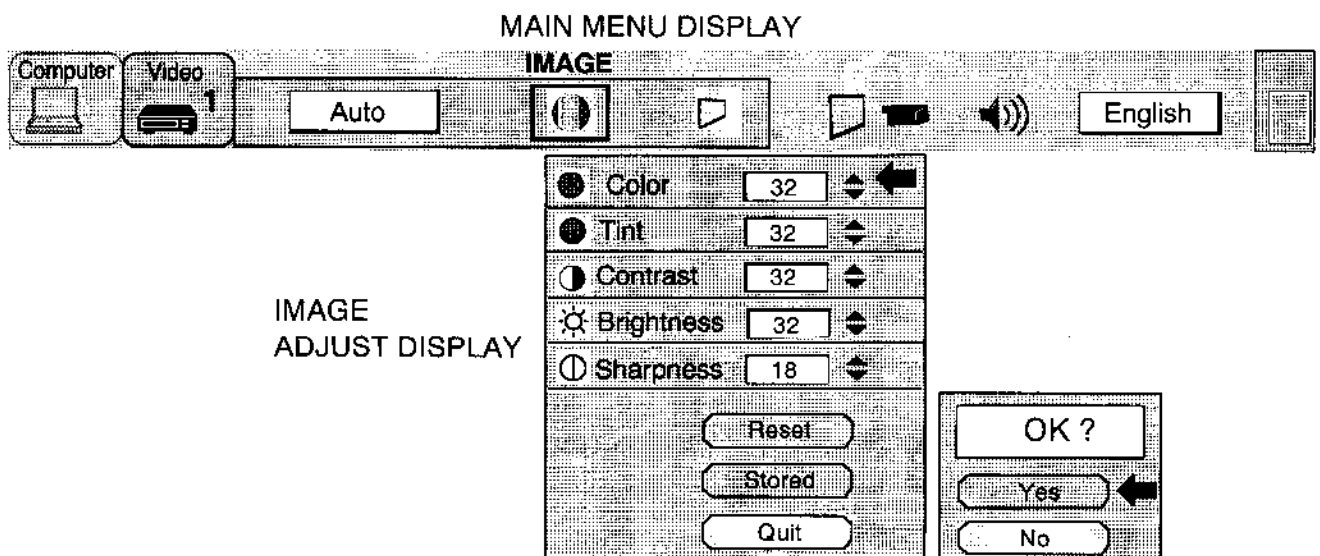 MAIN MENU DISPLAY
IMAGE
Computer
Video
1
Auto
English
Color 32
Tint 32
Contrast 32
IMAGE
ADJUST DISPLAY
Brightness 32
Sharpness 18
Reset
Stored
Quit
OK ?
Yes
No